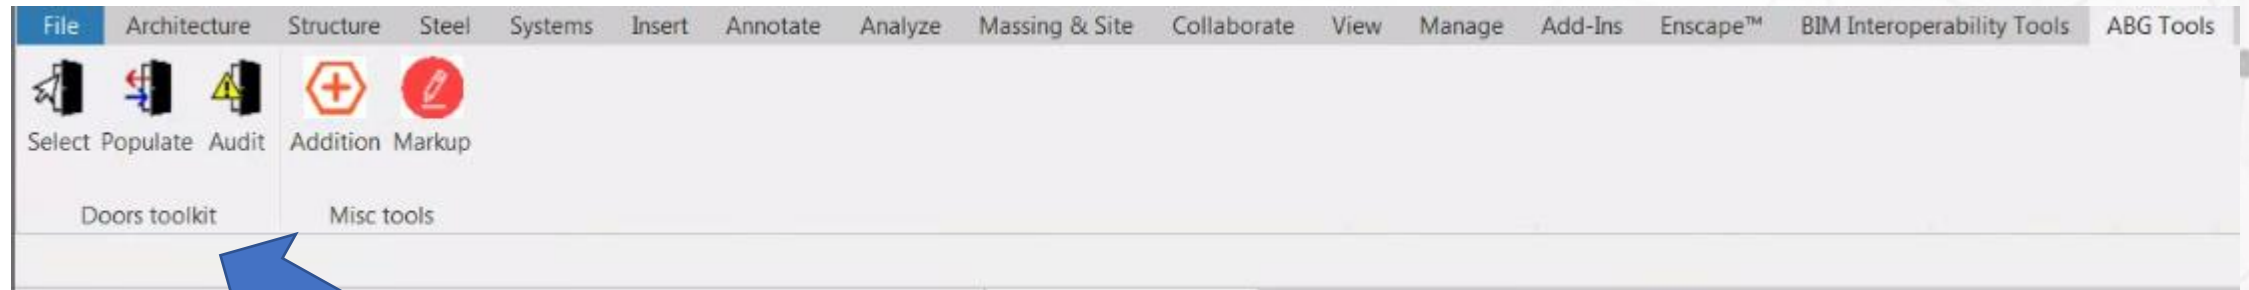 File Architecture Structure Steel Systems Insert Annotate Analyze Massing & Site Collaborate View Manage Add-Ins Enscape™ BIM Interoperability Tools ABG Tools
Select Populate Audit Addition Markup
Doors toolkit Misc tools